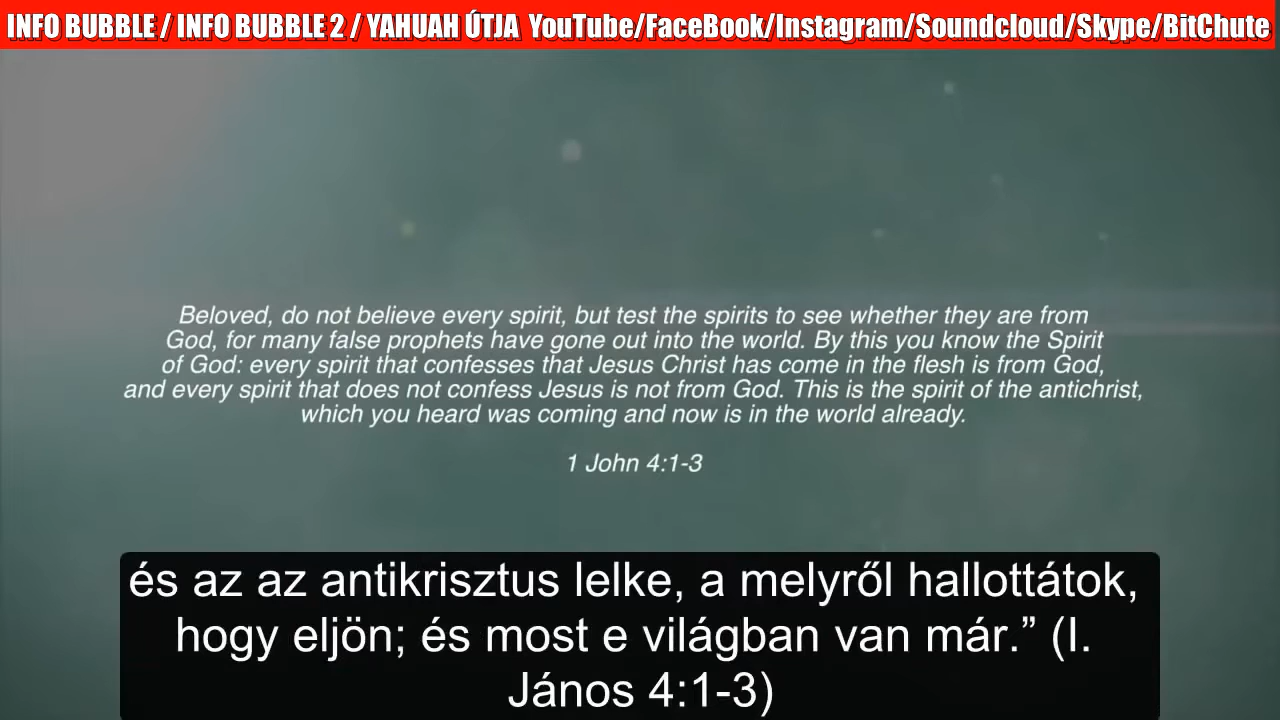 INFO BUBBLE / INFO BUBBLE 2 / YAHUAH ÚTJA YouTube/FaceBook/Instagram/Soundcloud/Skype/BitChute
Beloved, do not believe every spirit, but test the spirits to see whether they are from
God, for many false prophets have gone out into the world. By this you know the Spirit
of God: every spirit that confesses that Jesus Christ has come in the flesh is from God,
and every spirit that does not confess Jesus is not from God. This is the spirit of the antichrist,
which you heard was coming and now is in the world already.
1 John 4:1-3
és az az antikrisztus lelke, a melyről hallottátok,
hogy eljön; és most e világban van már.” (I.
János 4:1-3)